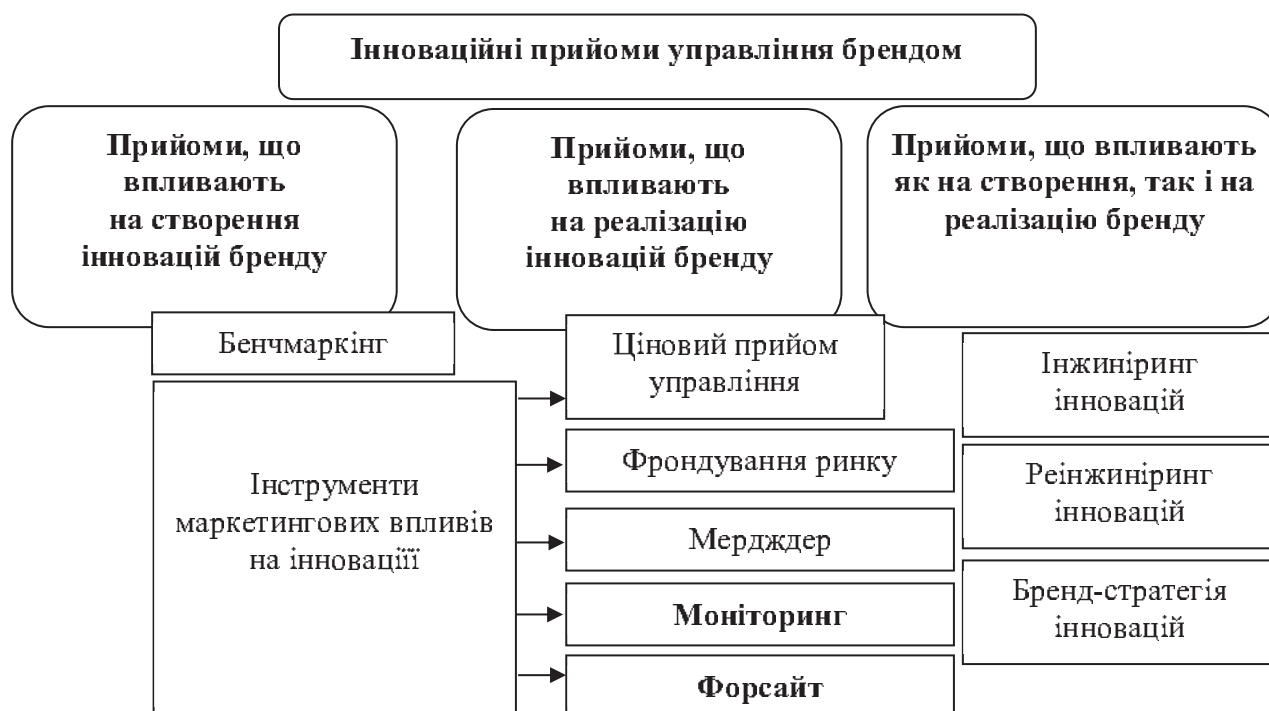 Інноваційні прийоми управління брендом
Прийоми, що
впливають
на створення
інновацій бренду
Прийоми, що
впливають
на реалізацію
інновацій бренду
Прийоми, що впливають
як на створення, так і на
реалізацію бренду
Бенчмаркінг
Інструменти
маркетингових впливів
на інноваціїї
Ціновий прийом
управління
Фрондування ринку
Мердждер
Моніторинг
Форсайт
Інжиніринг
інновацій
Реінжиніринг
інновацій
Бренд-стратегія
інновацій